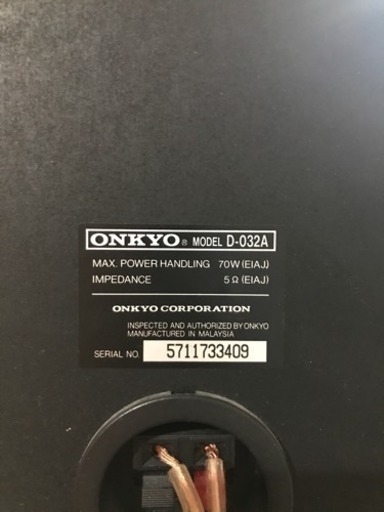 ONKYO® MODEL D-032A
MAX. POWER HANDLING 70W (EIAJ)
IMPEDANCE 5 Ω (EIAJ)
ONKYO CORPORATION
INSPECTED AND AUTHORIZED BY ONKYO
MANUFACTURED IN MALAYSIA
SERIAL NO. 5711733409